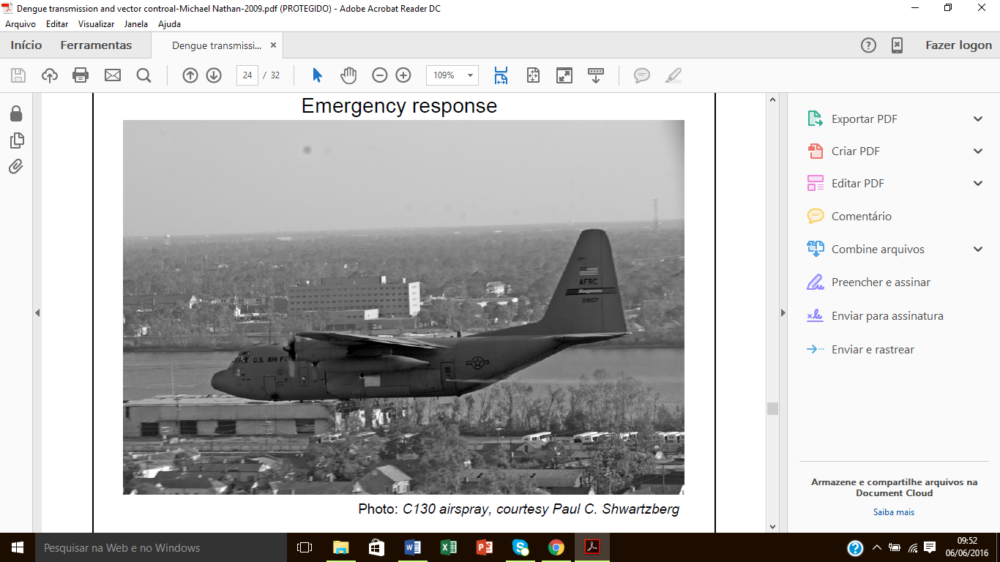 Dengue transmission and vector controal-Michael Nathan-2009.pdf (PROTEGIDO) - Adobe Acrobat Reader DC
Arquivo Editar Visualizar Janela Ajuda
Início Ferramentas Dengue transmissi... Fazer logon
24 / 32 109%
Emergency response
AFRC
U.S. AIR FO
Photo: C130 airspray, courtesy Paul C. Shwartzberg
Exportar PDF
Criar PDF
Editar PDF
Comentário
Combine arquivos
Preencher e assinar
Enviar para assinatura
Enviar e rastrear
Armazene e compartilhe arquivos na
Document Cloud
Saiba mais
Pesquisar na Web e no Windows
09:52
06/06/2016